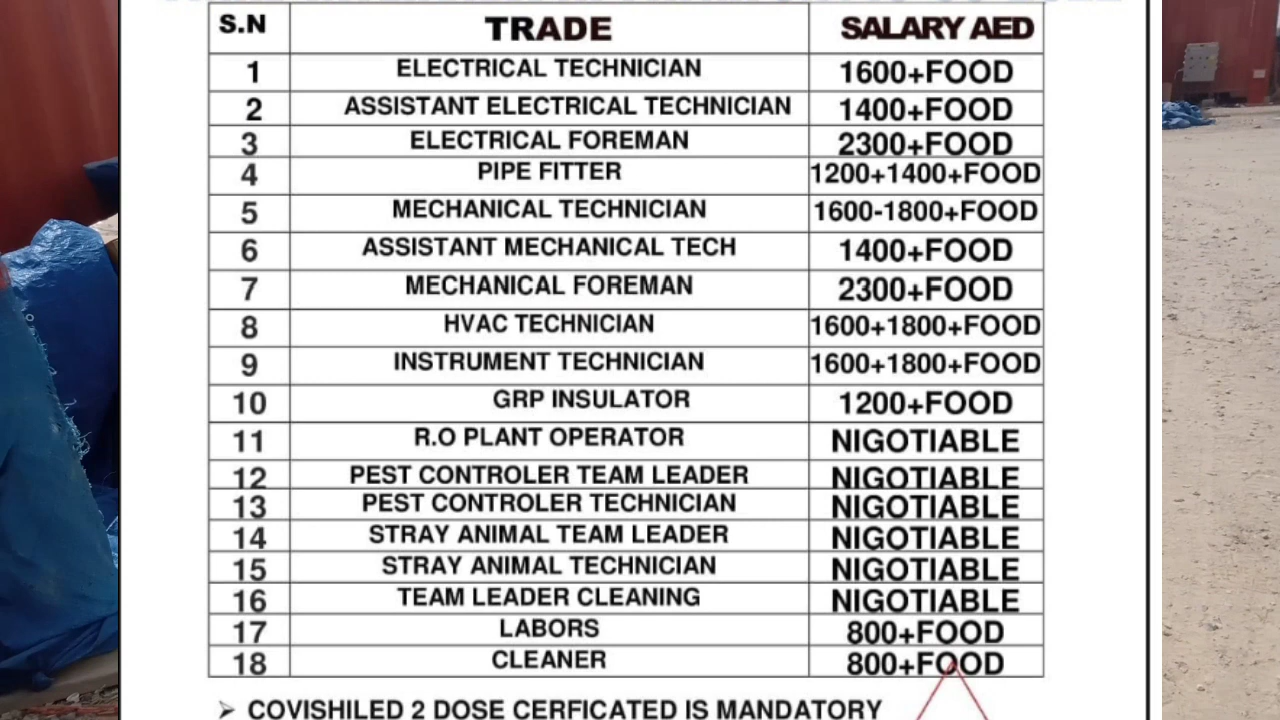 S.N TRADE SALARY AED
1 ELECTRICAL TECHNICIAN 1600+FOOD
2 ASSISTANT ELECTRICAL TECHNICIAN 1400+FOOD
3 ELECTRICAL FOREMAN 2300+FOOD
4 PIPE FITTER 1200+1400+FOOD
5 MECHANICAL TECHNICIAN 1600-1800+FOOD
6 ASSISTANT MECHANICAL TECH 1400+FOOD
7 MECHANICAL FOREMAN 2300+FOOD
8 HVAC TECHNICIAN 1600+1800+FOOD
9 INSTRUMENT TECHNICIAN 1600+1800+FOOD
10 GRP INSULATOR 1200+FOOD
11 R.O PLANT OPERATOR NIGOTIABLE
12 PEST CONTROLER TEAM LEADER NIGOTIABLE
13 PEST CONTROLER TECHNICIAN NIGOTIABLE
14 STRAY ANIMAL TEAM LEADER NIGOTIABLE
15 STRAY ANIMAL TECHNICIAN NIGOTIABLE
16 TEAM LEADER CLEANING NIGOTIABLE
17 LABORS 800+FOOD
18 CLEANER 800+FOOD
➢ COVISHILED 2 DOSE CERFICATED IS MANDATORY